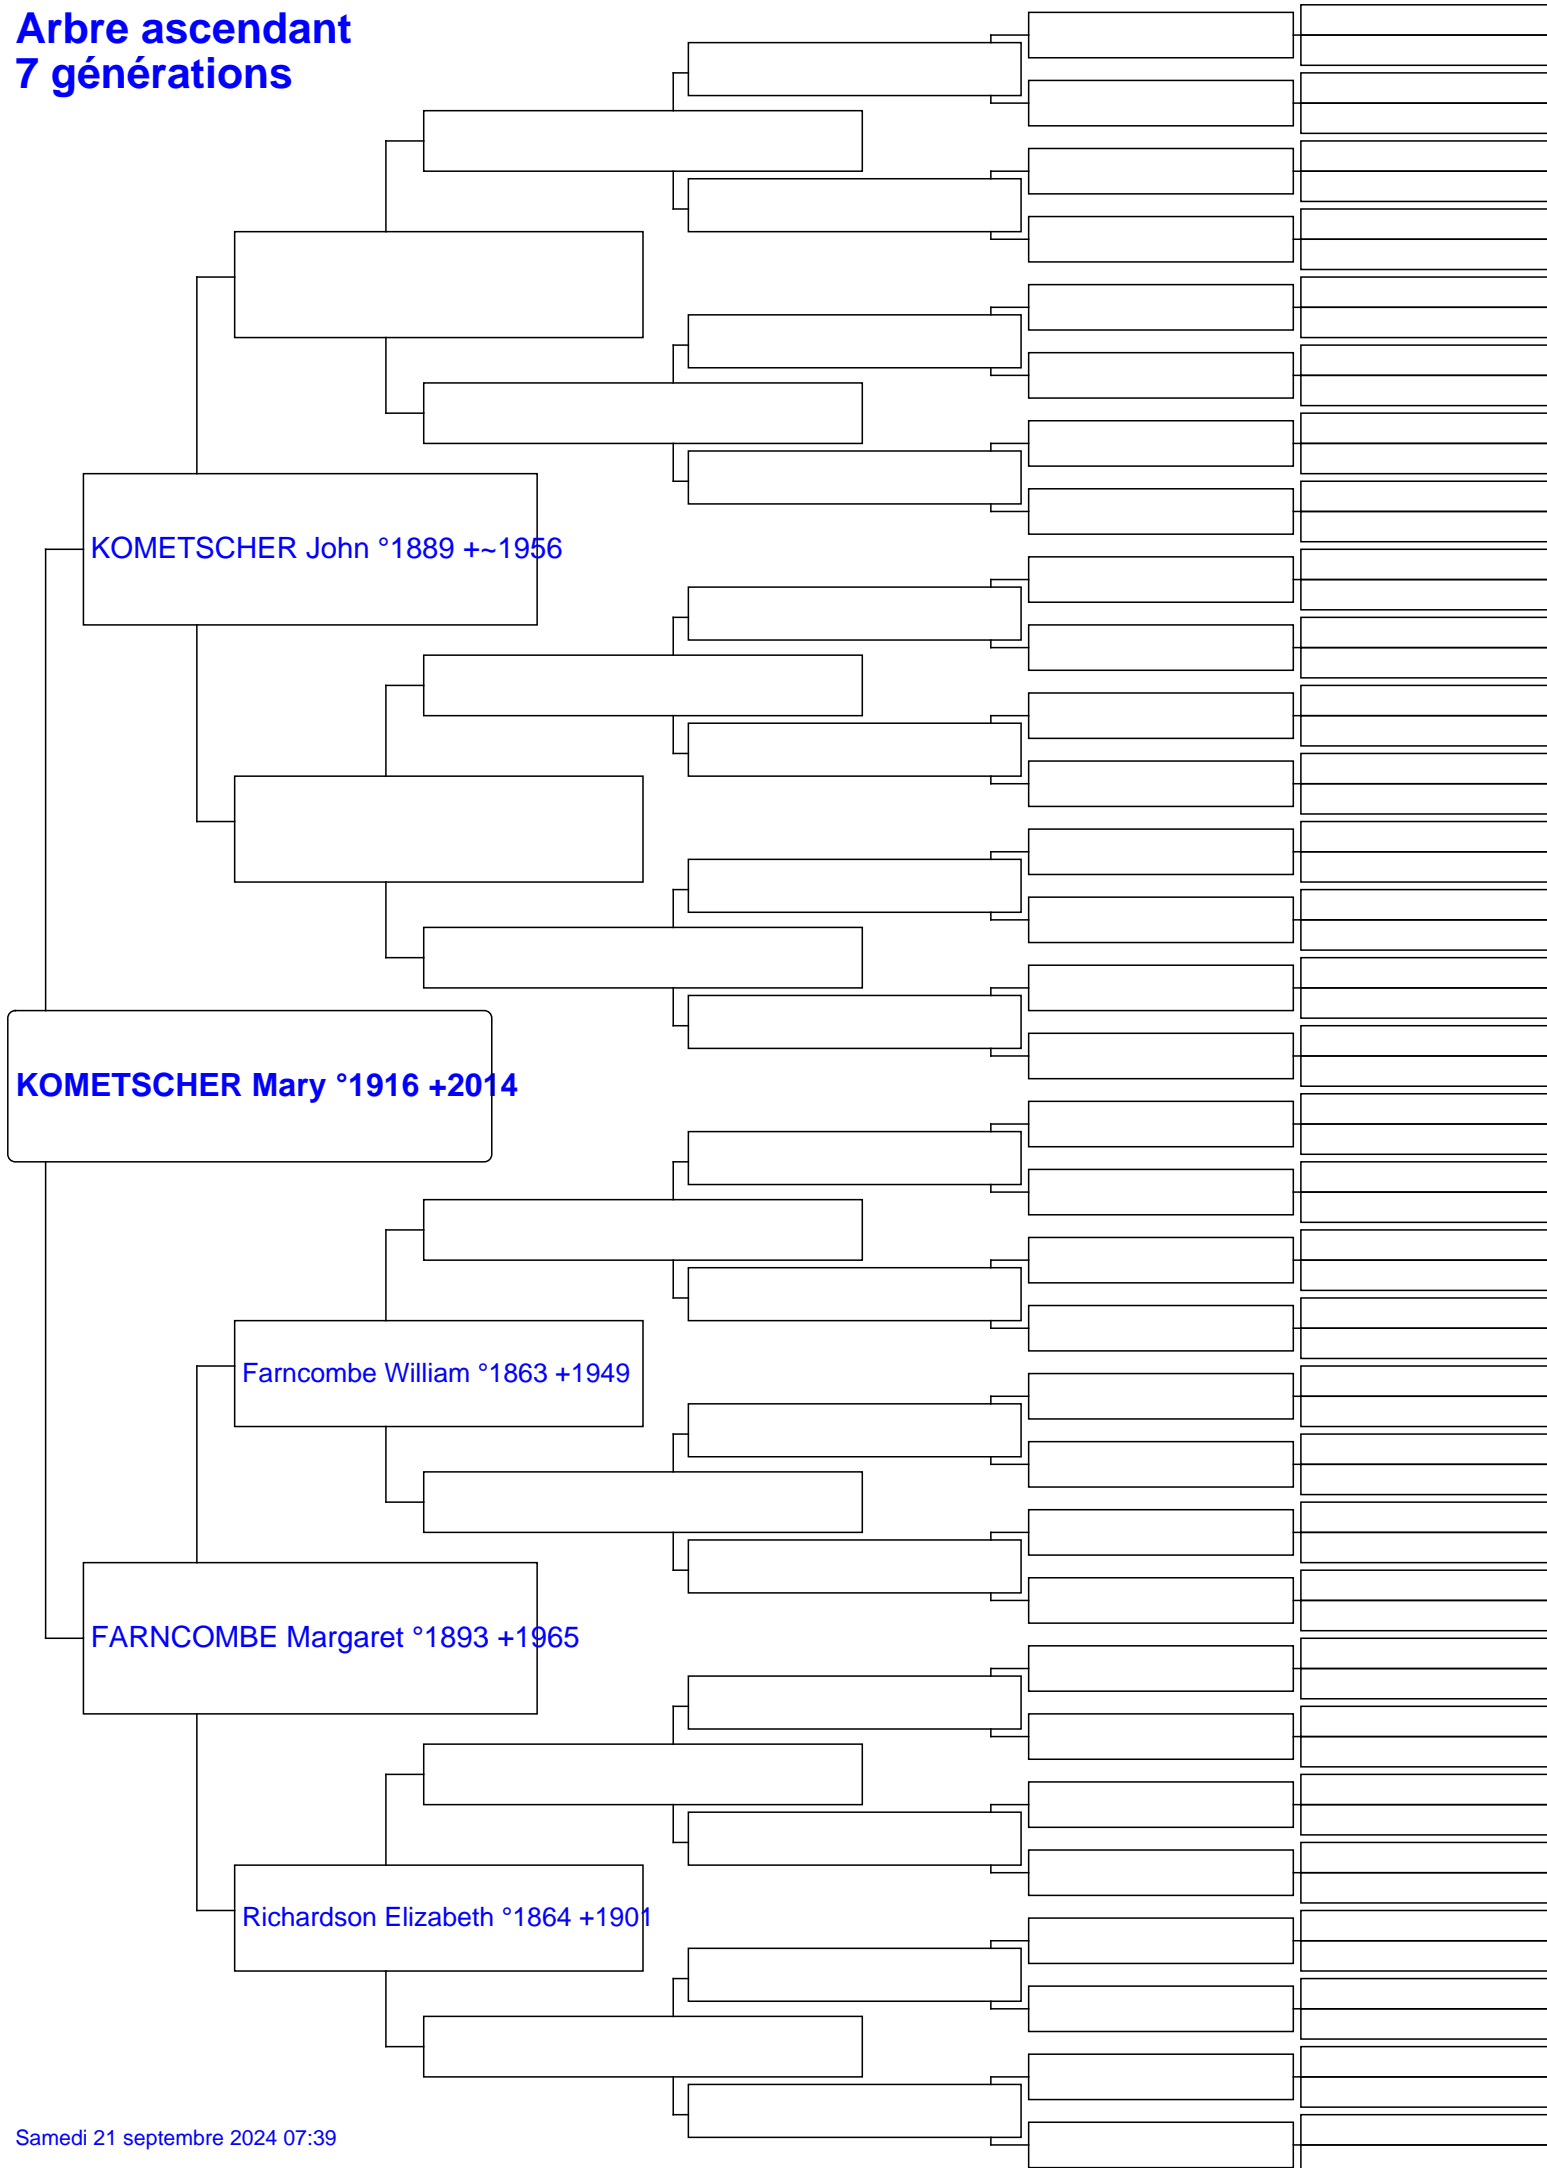 Arbre ascendant
7 générations
KOMETSCHER John °1889 +~1956
KOMETSCHER Mary °1916 +2014
Farncombe William °1863 +1949
FARNCOMBE Margaret °1893 +1965
Richardson Elizabeth °1864 +1901
Samedi 21 septembre 2024 07:39